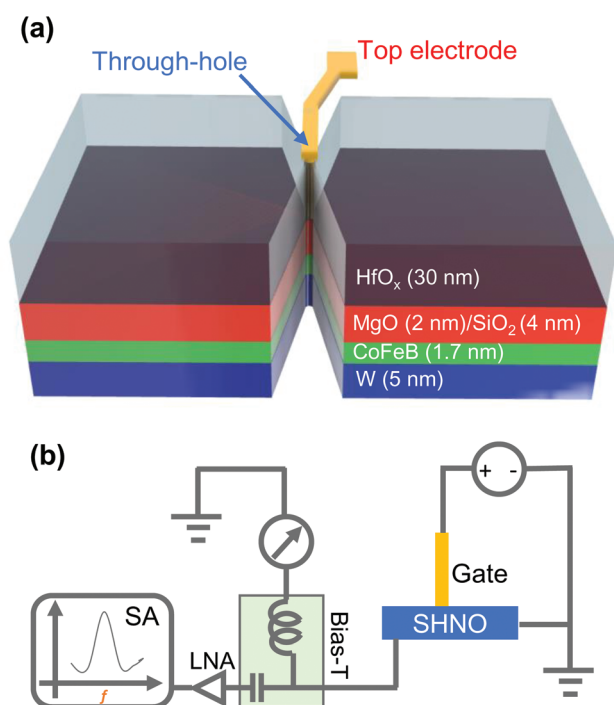 (a)
Top electrode
Through-hole
HfOₓ (30 nm)
MgO (2 nm)/SiO₂ (4 nm)
CoFeB (1.7 nm)
W (5 nm)
(b)
+ -
SA
Gate
Bias-T
SHNO
LNA
f